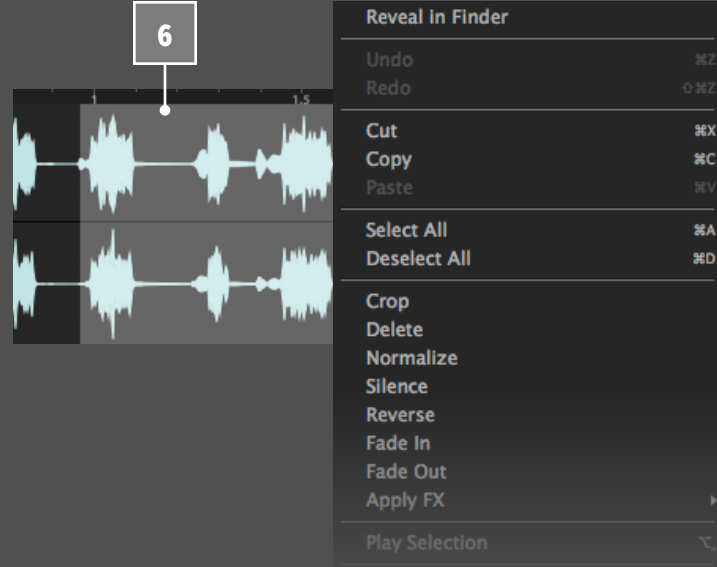 6
1
1.5
Reveal in Finder
Undo ⌘Z
Redo ⇧⌘Z
Cut ⌘X
Copy ⌘C
Paste ⌘V
Select All ⌘A
Deselect All ⌘D
Crop
Delete
Normalize
Silence
Reverse
Fade In
Fade Out
Apply FX
Play Selection